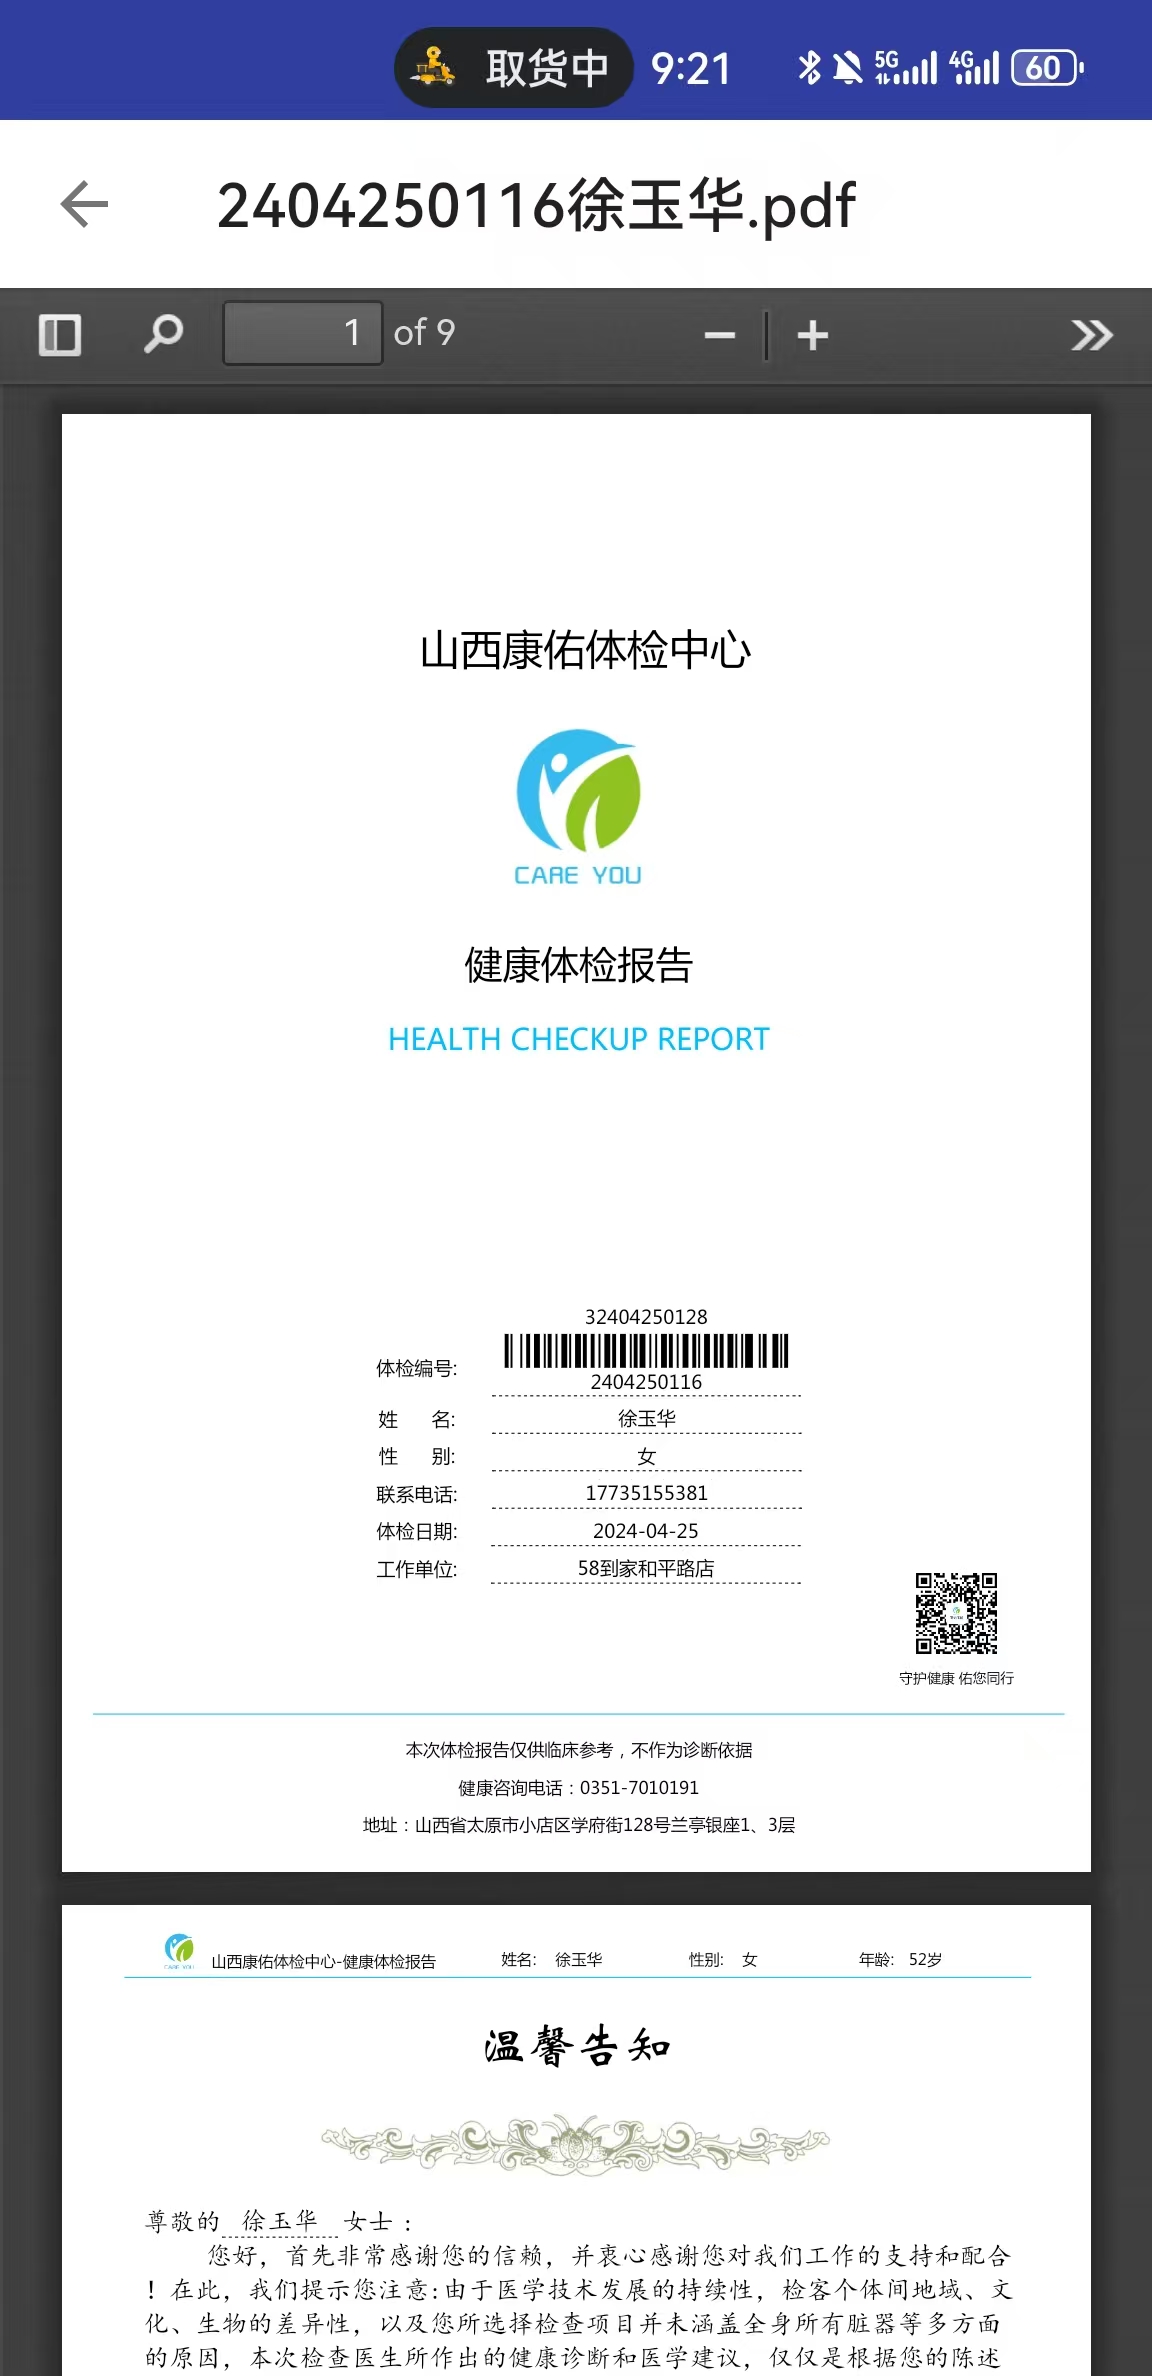 取货中 9:21 5G 4G 60
2404250116徐玉华.pdf
1 of 9
山西康佑体检中心
CARE YOU
健康体检报告
HEALTH CHECKUP REPORT
32404250128
体检编号:
2404250116
姓 名: 徐玉华
性 别: 女
联系电话: 17735155381
体检日期: 2024-04-25
工作单位: 58到家和平路店
守护健康 佑您同行
本次体检报告仅供临床参考，不作为诊断依据
健康咨询电话：0351-7010191
地址：山西省太原市小店区学府街128号兰亭银座1、3层
CARE YOU
山西康佑体检中心-健康体检报告 姓名: 徐玉华 性别: 女 年龄: 52岁
温馨告知
尊敬的 徐玉华 女士：
您好，首先非常感谢您的信赖，并衷心感谢您对我们工作的支持和配合
！在此，我们提示您注意:由于医学技术发展的持续性，检客个体间地域、文
化、生物的差异性，以及您所选择检查项目并未涵盖全身所有脏器等多方面
的原因，本次检查医生所作出的健康诊断和医学建议，仅仅是根据您的陈述